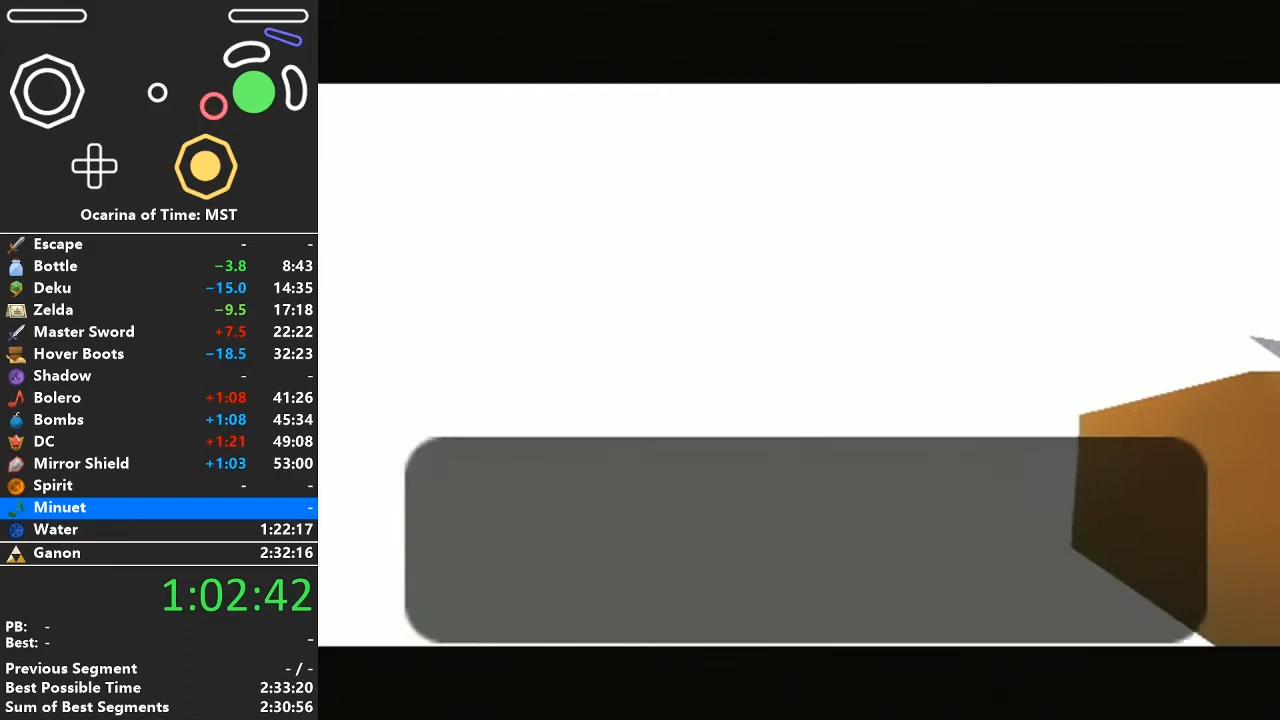 Ocarina of Time: MST
Escape - -
Bottle −3.8 8:43
Deku −15.0 14:35
Zelda −9.5 17:18
Master Sword +7.5 22:22
Hover Boots −18.5 32:23
Shadow - -
Bolero +1:08 41:26
Bombs +1:08 45:34
DC +1:21 49:08
Mirror Shield +1:03 53:00
Spirit - -
Minuet -
Water 1:22:17
Ganon 2:32:16
1:02:42
PB: -
Best: - -
Previous Segment - / -
Best Possible Time 2:33:20
Sum of Best Segments 2:30:56